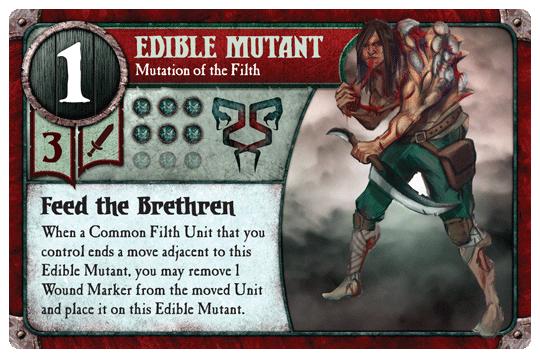 1
EDIBLE MUTANT
Mutation of the Filth
3
Feed the Brethren
When a Common Filth Unit that you
control ends a move adjacent to this
Edible Mutant, you may remove 1
Wound Marker from the moved Unit
and place it on this Edible Mutant.